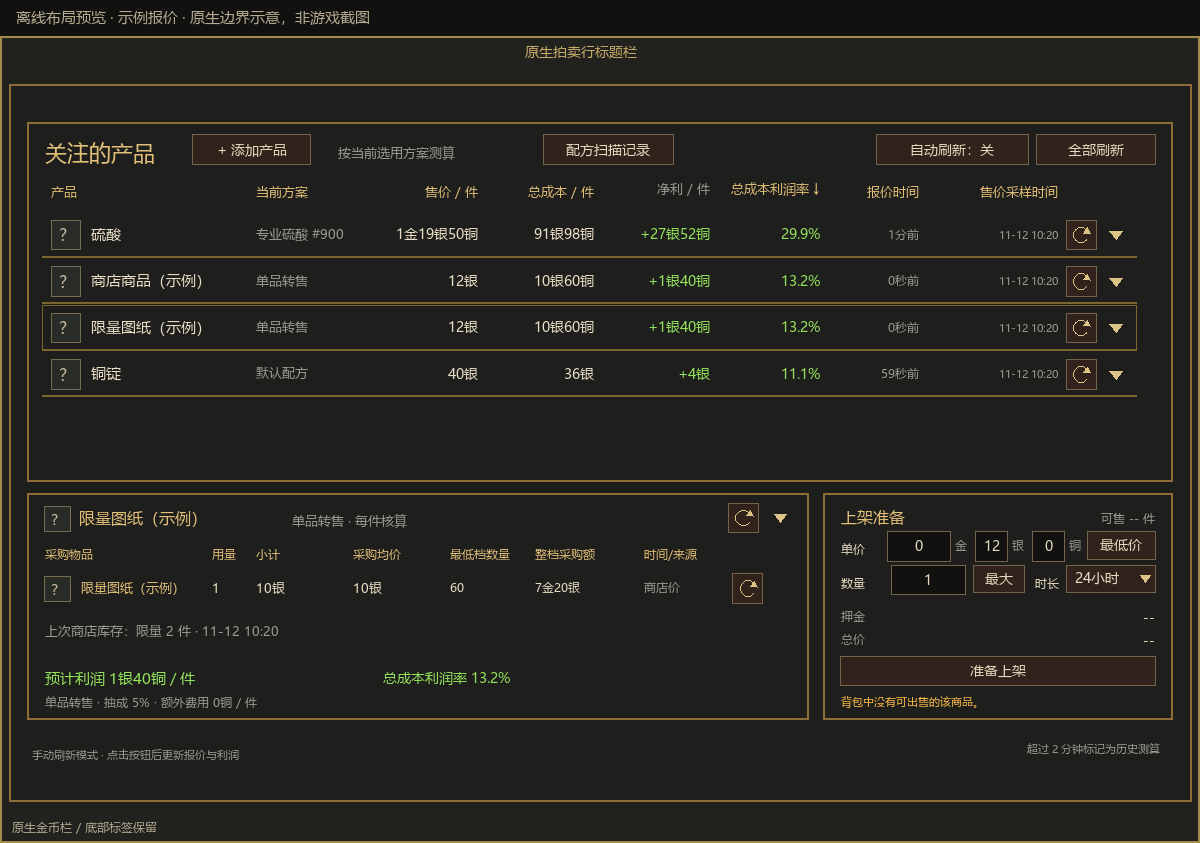 离线布局预览 · 示例报价 · 原生边界示意，非游戏截图
原生拍卖行标题栏
关注的产品 + 添加产品 按当前选用方案测算 配方扫描记录 自动刷新：关 全部刷新
产品 当前方案 售价 / 件 总成本 / 件 净利 / 件 总成本利润率↓ 报价时间 售价采样时间
? 硫酸 专业硫酸 #900 1金19银50铜 91银98铜 +27银52铜 29.9% 1分前 11-12 10:20
? 商店商品（示例） 单品转售 12银 10银60铜 +1银40铜 13.2% 0秒前 11-12 10:20
? 限量图纸（示例） 单品转售 12银 10银60铜 +1银40铜 13.2% 0秒前 11-12 10:20
? 铜锭 默认配方 40银 36银 +4银 11.1% 59秒前 11-12 10:20
? 限量图纸（示例） 单品转售 · 每件核算
采购物品 用量 小计 采购均价 最低档数量 整档采购额 时间/来源
? 限量图纸（示例） 1 10银 10银 60 7金20银 商店价
上次商店库存：限量 2 件 · 11-12 10:20
预计利润 1银40铜 / 件 总成本利润率 13.2%
单品转售 · 抽成 5% · 额外费用 0铜 / 件
上架准备 可售 -- 件
单价 0 金 12 银 0 铜 最低价
数量 1 最大 时长 24小时
押金 --
总价 --
准备上架
背包中没有可出售的该商品。
手动刷新模式 · 点击按钮后更新报价与利润
超过 2 分钟标记为历史测算
原生金币栏 / 底部标签保留